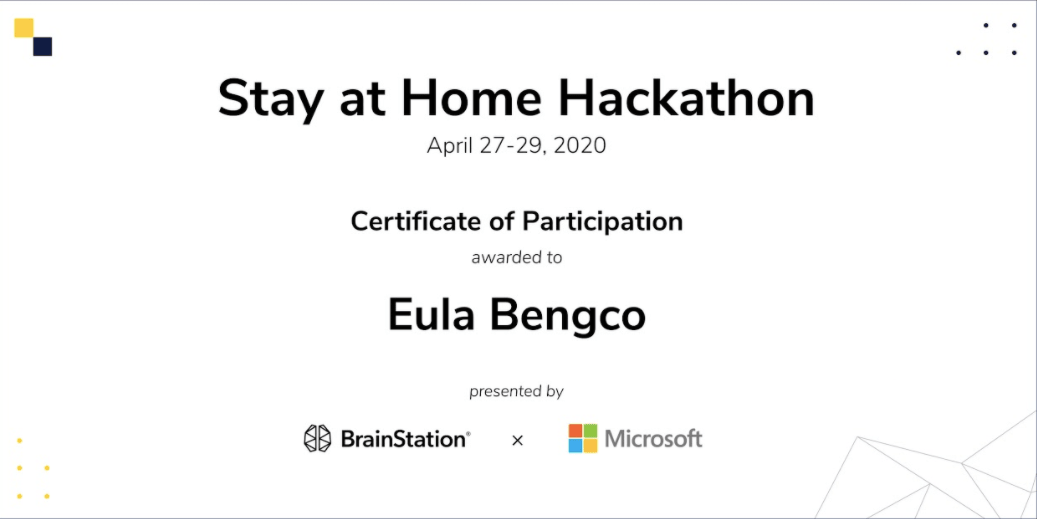 Stay at Home Hackathon
April 27-29, 2020
Certificate of Participation
awarded to
Eula Bengco
presented by
BrainStation® × Microsoft